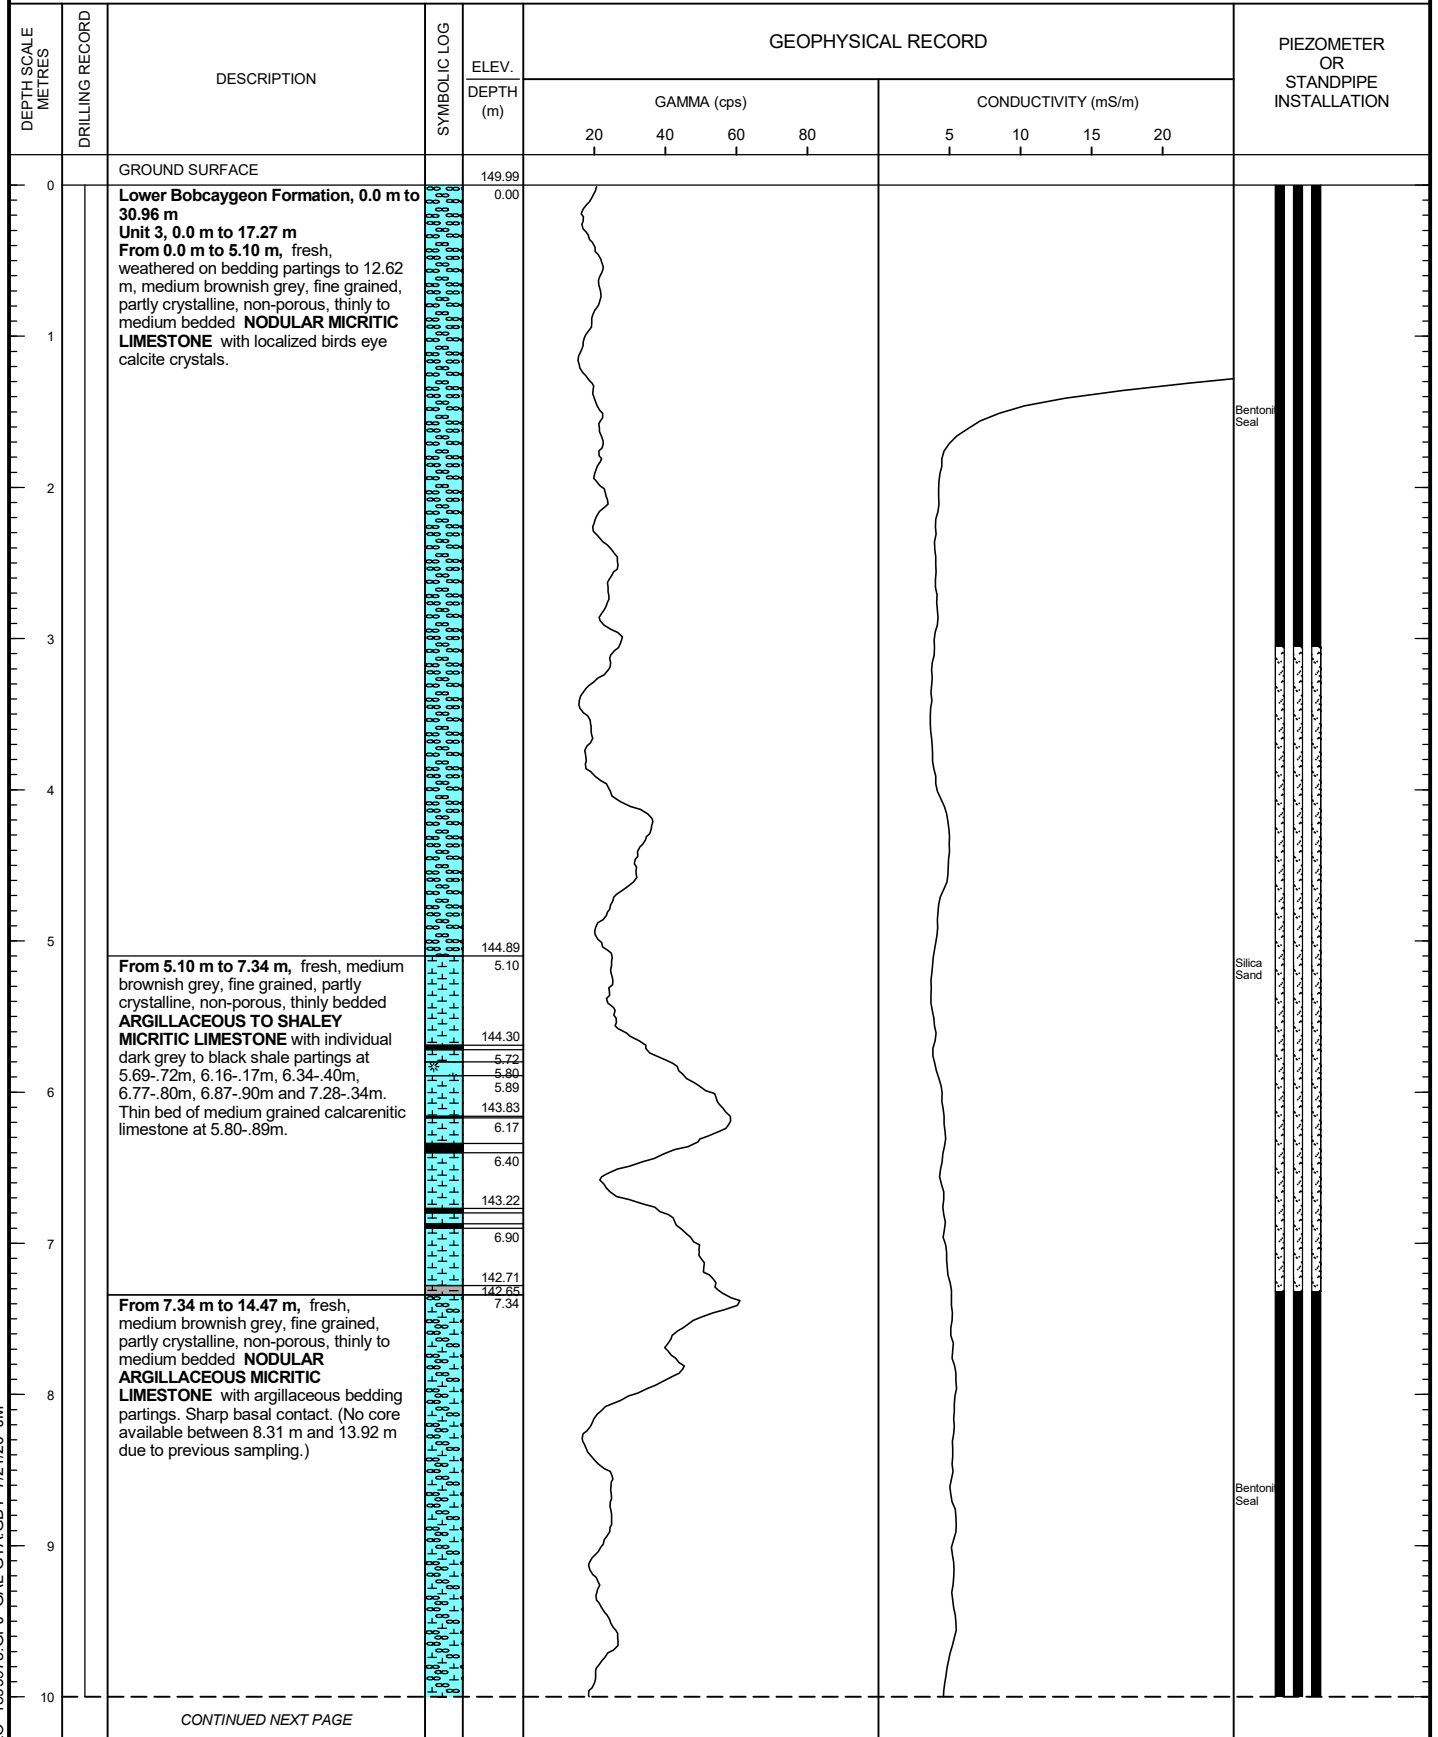 DEPTH SCALE
METRES
DRILLING RECORD
DESCRIPTION
SYMBOLIC LOG
ELEV.
DEPTH
(m)
GEOPHYSICAL RECORD
GAMMA (cps)
20 40 60 80
CONDUCTIVITY (mS/m)
5 10 15 20
PIEZOMETER
OR
STANDPIPE
INSTALLATION
GROUND SURFACE
149.99
0
0.00
Lower Bobcaygeon Formation, 0.0 m to
30.96 m
Unit 3, 0.0 m to 17.27 m
From 0.0 m to 5.10 m, fresh,
weathered on bedding partings to 12.62
m, medium brownish grey, fine grained,
partly crystalline, non-porous, thinly to
medium bedded NODULAR MICRITIC
LIMESTONE with localized birds eye
calcite crystals.
1
Bentoni
Seal
2
3
4
5
144.89
5.10
From 5.10 m to 7.34 m, fresh, medium
brownish grey, fine grained, partly
crystalline, non-porous, thinly bedded
ARGILLACEOUS TO SHALEY
MICRITIC LIMESTONE with individual
dark grey to black shale partings at
5.69-.72m, 6.16-.17m, 6.34-.40m,
6.77-.80m, 6.87-.90m and 7.28-.34m.
Thin bed of medium grained calcarenitic
limestone at 5.80-.89m.
Silica
Sand
144.30
5.72
5.80
5.89
6
143.83
6.17
6.40
143.22
6.90
7
142.71
142.65
7.34
From 7.34 m to 14.47 m, fresh,
medium brownish grey, fine grained,
partly crystalline, non-porous, thinly to
medium bedded NODULAR
ARGILLACEOUS MICRITIC
LIMESTONE with argillaceous bedding
partings. Sharp basal contact. (No core
available between 8.31 m and 13.92 m
due to previous sampling.)
8
Bentoni
Seal
9
10
CONTINUED NEXT PAGE